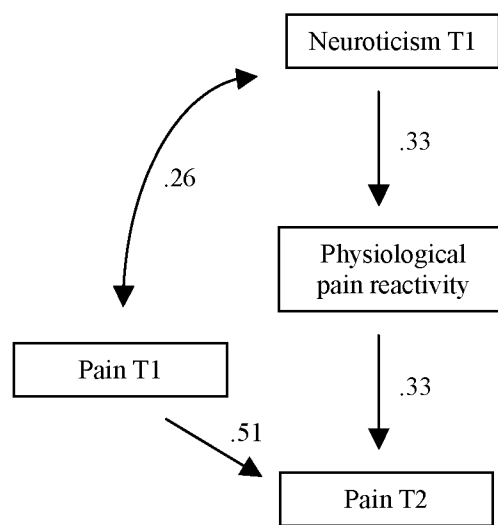 Neuroticism T1
.33
.26
Physiological
pain reactivity
Pain T1
.33
.51
Pain T2